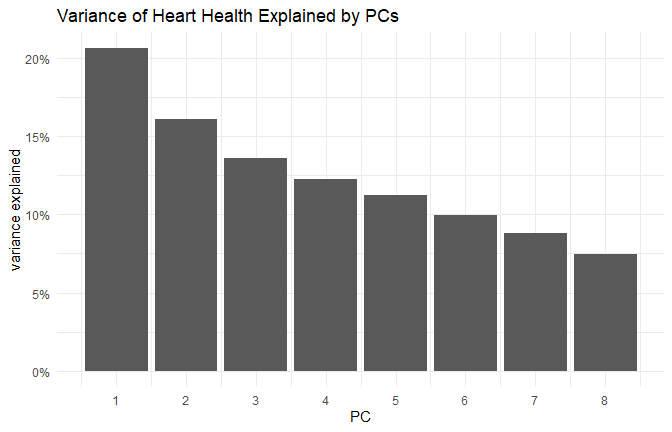 Variance of Heart Health Explained by PCs
variance explained
20%
15%
10%
5%
0%
1 2 3 4 5 6 7 8
PC